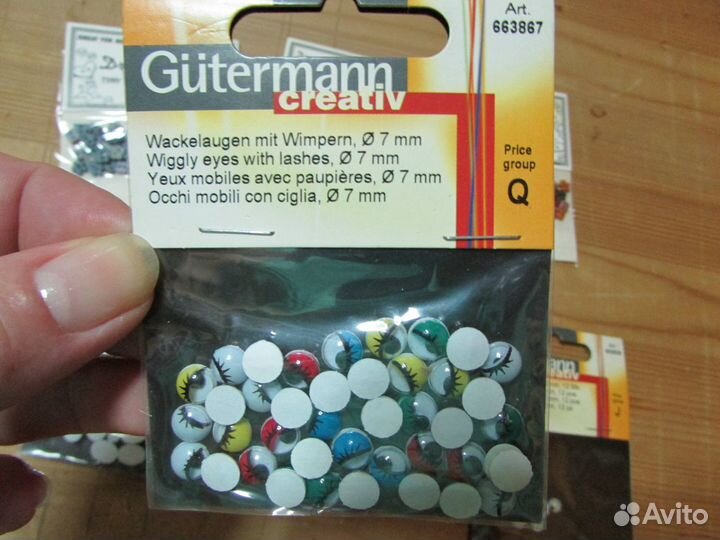 Art.
663867
Gütermann
creativ
Wackelaugen mit Wimpern, Ø 7 mm
Wiggly eyes with lashes, Ø 7 mm
Yeux mobiles avec paupières, Ø 7 mm
Occhi mobili con ciglia, Ø 7 mm
Price
group
Q
Avito